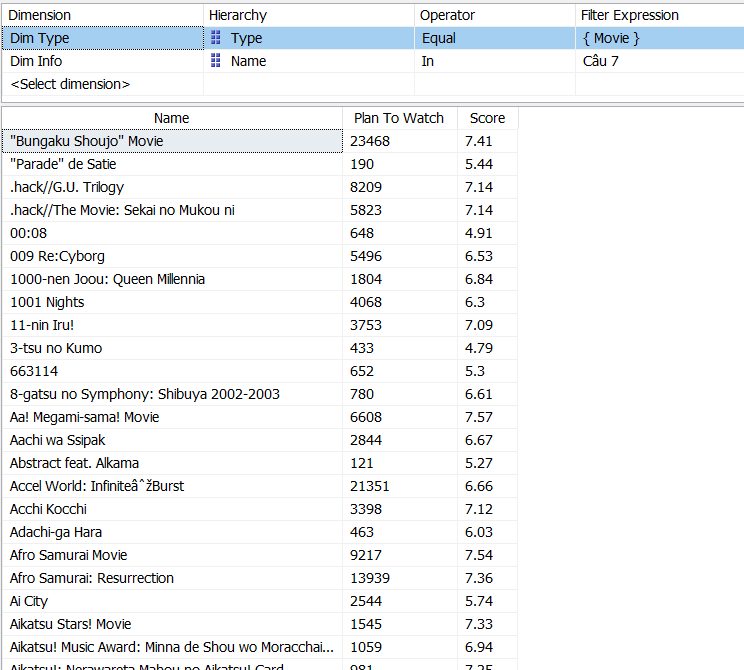 Dimension Hierarchy Operator Filter Expression
Dim Type Type Equal { Movie }
Dim Info Name In Câu 7
<Select dimension>
Name Plan To Watch Score
"Bungaku Shoujo" Movie 23468 7.41
"Parade" de Satie 190 5.44
.hack//G.U. Trilogy 8209 7.14
.hack//The Movie: Sekai no Mukou ni 5823 7.14
00:08 648 4.91
009 Re:Cyborg 5496 6.53
1000-nen Joou: Queen Millennia 1804 6.84
1001 Nights 4068 6.3
11-nin Iru! 3753 7.09
3-tsu no Kumo 433 4.79
663114 652 5.3
8-gatsu no Symphony: Shibuya 2002-2003 780 6.61
Aa! Megami-sama! Movie 6608 7.57
Aachi wa Ssipak 2844 6.67
Abstract feat. Alkama 121 5.27
Accel World: Infiniteâˆ žBurst 21351 6.66
Acchi Kocchi 3398 7.12
Adachi-ga Hara 463 6.03
Afro Samurai Movie 9217 7.54
Afro Samurai: Resurrection 13939 7.36
Ai City 2544 5.74
Aikatsu Stars! Movie 1545 7.33
Aikatsu! Music Award: Minna de Shou wo Moracchai... 1059 6.94
Aikatsu!: Nerawareta Mahou no Aikatsu! Card 981 7.25